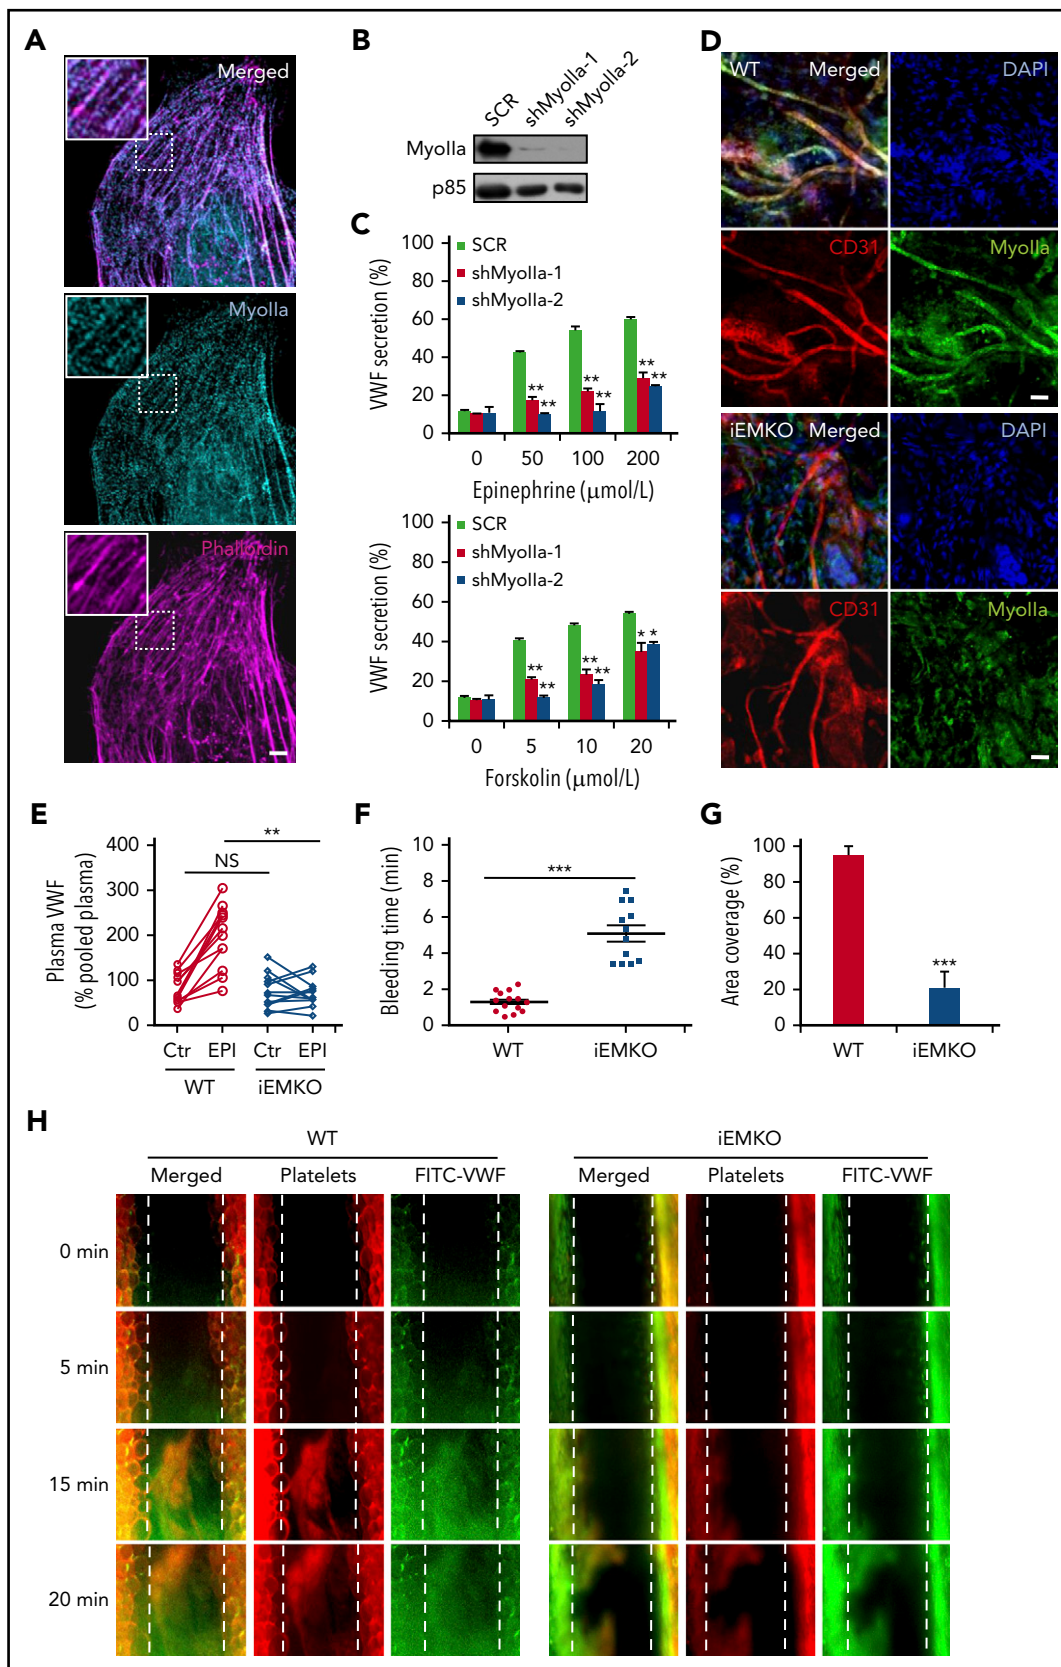 A
Merged
MyoIIa
Phalloidin
B
SCR
shMyoIIa-1
shMyoIIa-2
MyoIIa
p85
C
100
80
60
40
20
0
VWF secretion (%)
SCR
shMyoIIa-1
shMyoIIa-2
** ** ** ** ** **
0 50 100 200
Epinephrine (μmol/L)
100
80
60
40
20
0
VWF secretion (%)
SCR
shMyoIIa-1
shMyoIIa-2
** ** ** ** * *
0 5 10 20
Forskolin (μmol/L)
D
WT Merged
DAPI
CD31
MyoIIa
iEMKO Merged
DAPI
CD31
MyoIIa
E
Plasma VWF
(% pooled plasma)
400
300
200
100
0
NS
**
Ctr EPI Ctr EPI
WT iEMKO
F
Bleeding time (min)
10
8
6
4
2
0
***
WT iEMKO
G
Area coverage (%)
100
80
60
40
20
0
***
WT iEMKO
H
WT iEMKO
Merged Platelets FITC-VWF Merged Platelets FITC-VWF
0 min
5 min
15 min
20 min